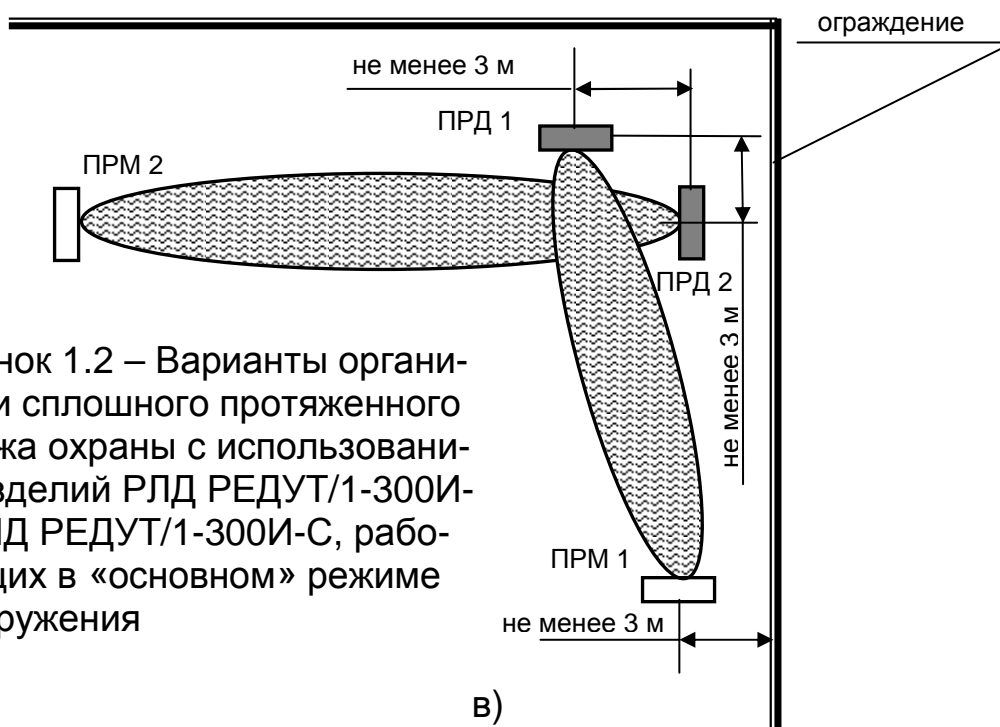 ограждение
не менее 3 м
ПРД 1
ПРМ 2
ПРД 2
не менее 3 м
нок 1.2 – Варианты органи-
и сплошного протяженного
жа охраны с использовани-
зделий РЛД РЕДУТ/1-300И-
Д РЕДУТ/1-300И-С, рабо-
щих в «основном» режиме
ружения
ПРМ 1
не менее 3 м
в)